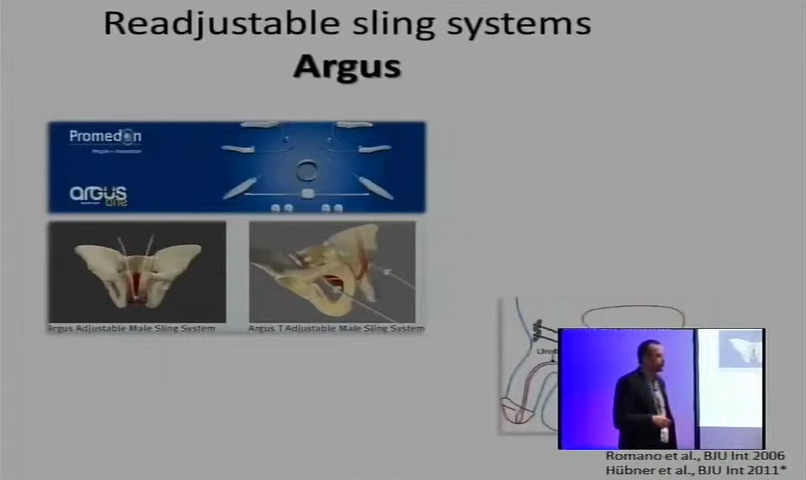 Readjustable sling systems
Argus
Promedon
argus
one
Argus Adjustable Male Sling System
Argus T Adjustable Male Sling System
Romano et al., BJU Int 2006
Hübner et al., BJU Int 2011*